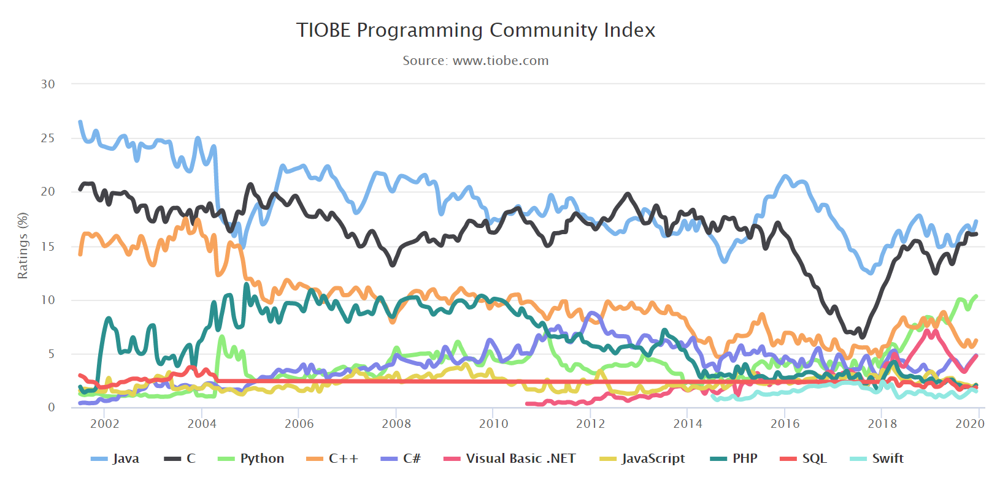 TIOBE Programming Community Index
Source: www.tiobe.com
Ratings (%)
30
25
20
15
10
5
0
2002 2004 2006 2008 2010 2012 2014 2016 2018 2020
Java C Python C++ C# Visual Basic .NET JavaScript PHP SQL Swift